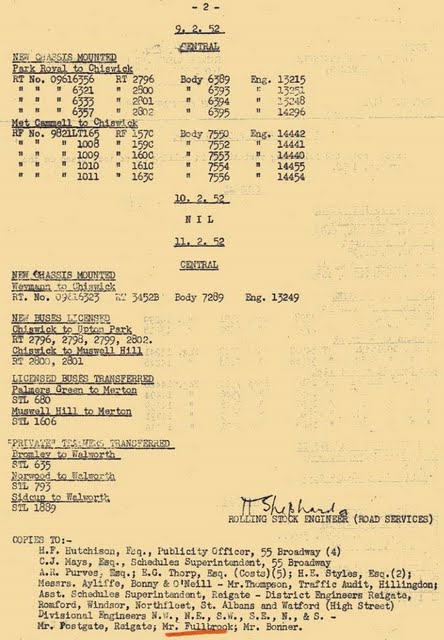 - 2 -
9. 2. 52
CENTRAL
NEW CHASSIS MOUNTED
Park Royal to Chiswick
RT No. 09616356 RT 2796 Body 6389 Eng. 13215
" " " 6321 " 2800 " 6393 " 13251
" " " 6333 " 2801 " 6394 " 13248
" " " 6357 " 2802 " 6395 " 14296
Met Cammell to Chiswick
RF No. 9821LT165 RF 157C Body 7550 Eng. 14442
" " " 1008 " 159C " 7552 " 14441
" " " 1009 " 160C " 7553 " 14440
" " " 1010 " 161C " 7554 " 14455
" " " 1011 " 163C " 7556 " 14454
10. 2. 52
N I L
11. 2. 52
CENTRAL
NEW CHASSIS MOUNTED
Weymann to Chiswick
RT. No. 09616323 RT 3452B Body 7289 Eng. 13249
NEW BUSES LICENSED
Chiswick to Upton Park
RT 2796, 2798, 2799, 2802.
Chiswick to Muswell Hill
RT 2800, 2801
LICENSED BUSES TRANSFERRED
Palmers Green to Merton
STL 680
Muswell Hill to Merton
STL 1606
"PRIVATE" TRAINERS TRANSFERRED
Bromley to Walworth
STL 635
Norwood to Walworth
STL 793
Sidcup to Walworth
STL 1889
ROLLING STOCK ENGINEER (ROAD SERVICES)
COPIES TO:-
H.F. Hutchison, Esq., Publicity Officer, 55 Broadway (4)
C.J. Mays, Esq., Schedules Superintendent, 55 Broadway
A.R. Purves, Esq.; E.G. Thorp, Esq. (Costs)(5); H.E. Styles, Esq.(2);
Messrs. Ayliffe, Bonny & O'Neill - Mr.Thompson, Traffic Audit, Hillingdon;
Asst. Schedules Superintendent, Reigate - District Engineers Reigate,
Romford, Windsor, Northfleet, St. Albans and Watford (High Street)
Divisional Engineers N.W., N.E., S.W., S.E., N., & S. -
Mr. Postgate, Reigate; Mr. Fulltrook; Mr. Bonner.